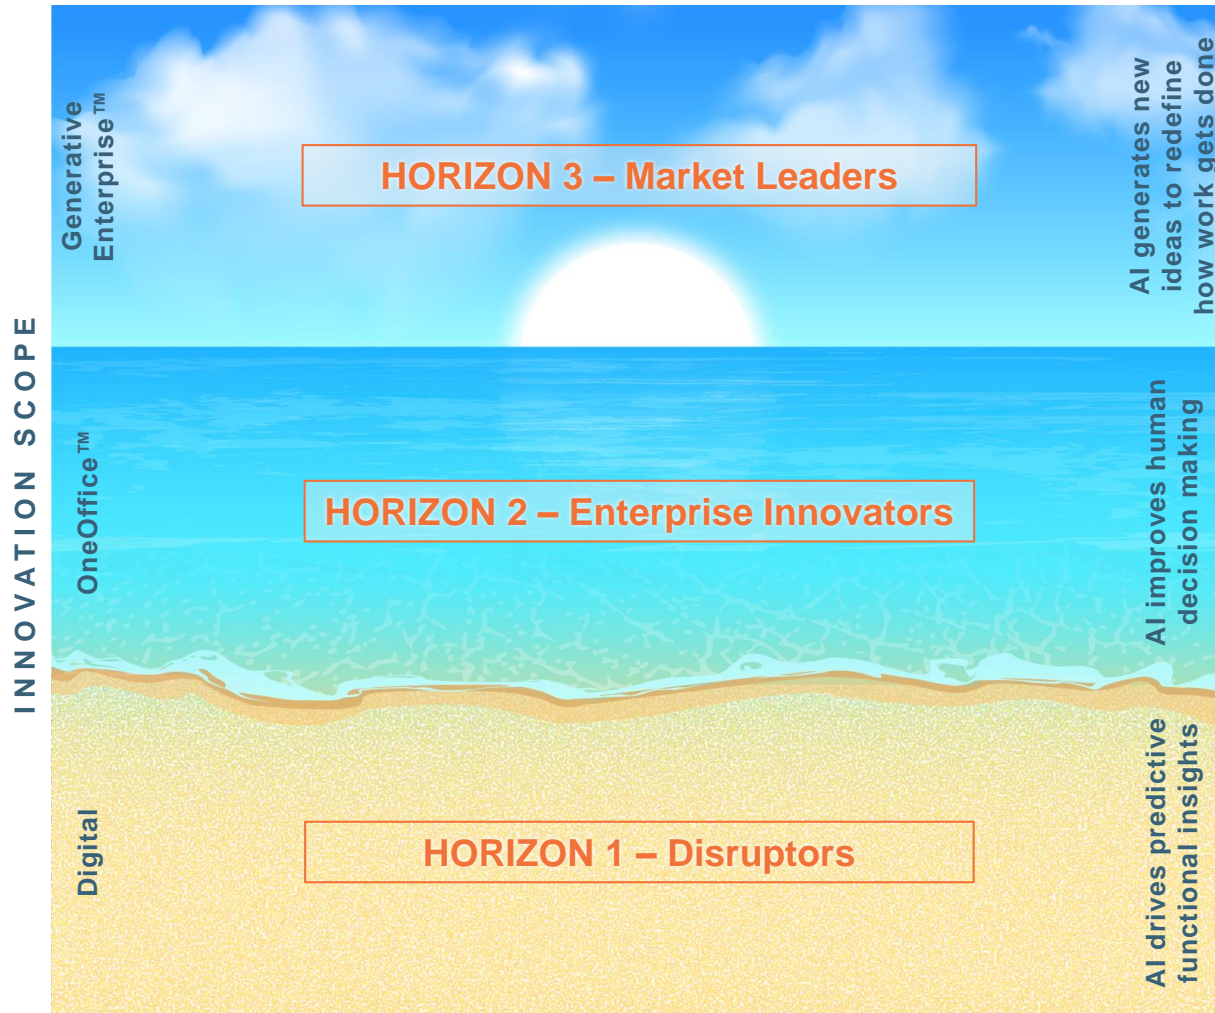 INNOVATION SCOPE
Generative
Enterprise™
HORIZON 3 – Market Leaders
AI generates new
ideas to redefine
how work gets done
OneOffice™
HORIZON 2 – Enterprise Innovators
AI improves human
decision making
Digital
HORIZON 1 – Disruptors
AI drives predictive
functional insights